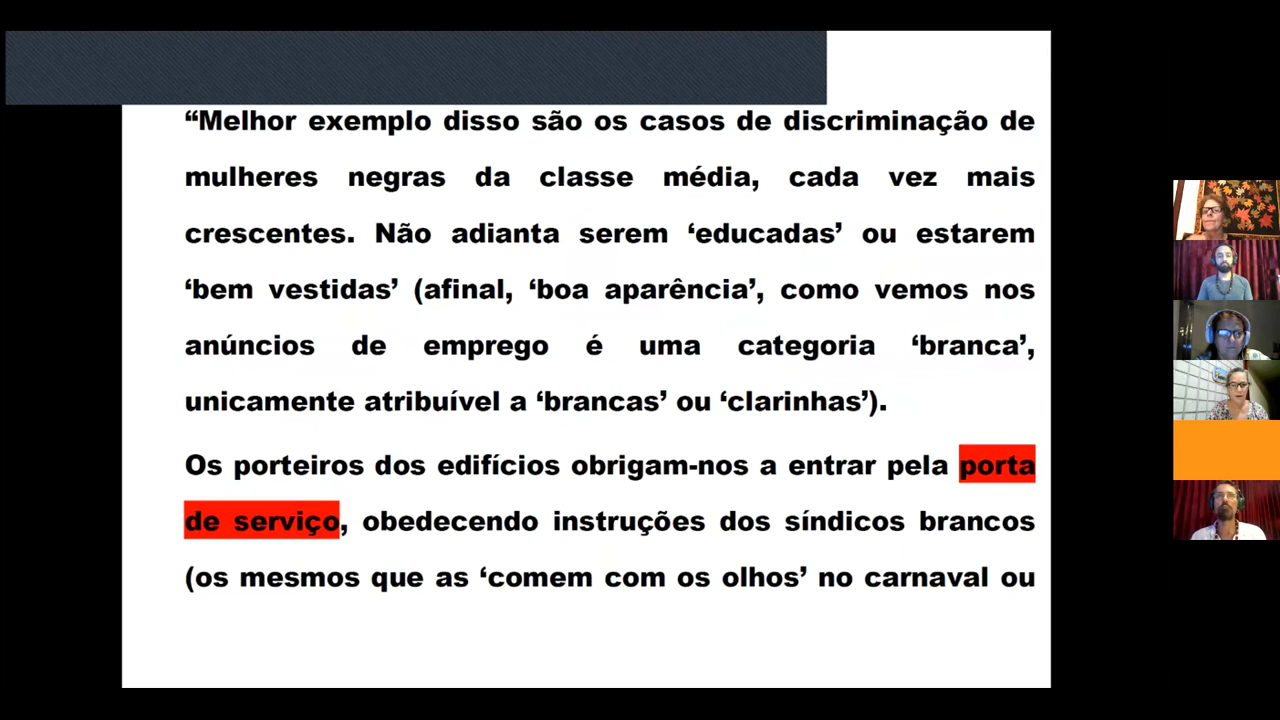 “Melhor exemplo disso são os casos de discriminação de
mulheres negras da classe média, cada vez mais
crescentes. Não adianta serem ‘educadas’ ou estarem
‘bem vestidas’ (afinal, ‘boa aparência’, como vemos nos
anúncios de emprego é uma categoria ‘branca’,
unicamente atribuível a ‘brancas’ ou ‘clarinhas’).
Os porteiros dos edifícios obrigam-nos a entrar pela porta
de serviço, obedecendo instruções dos síndicos brancos
(os mesmos que as ‘comem com os olhos’ no carnaval ou